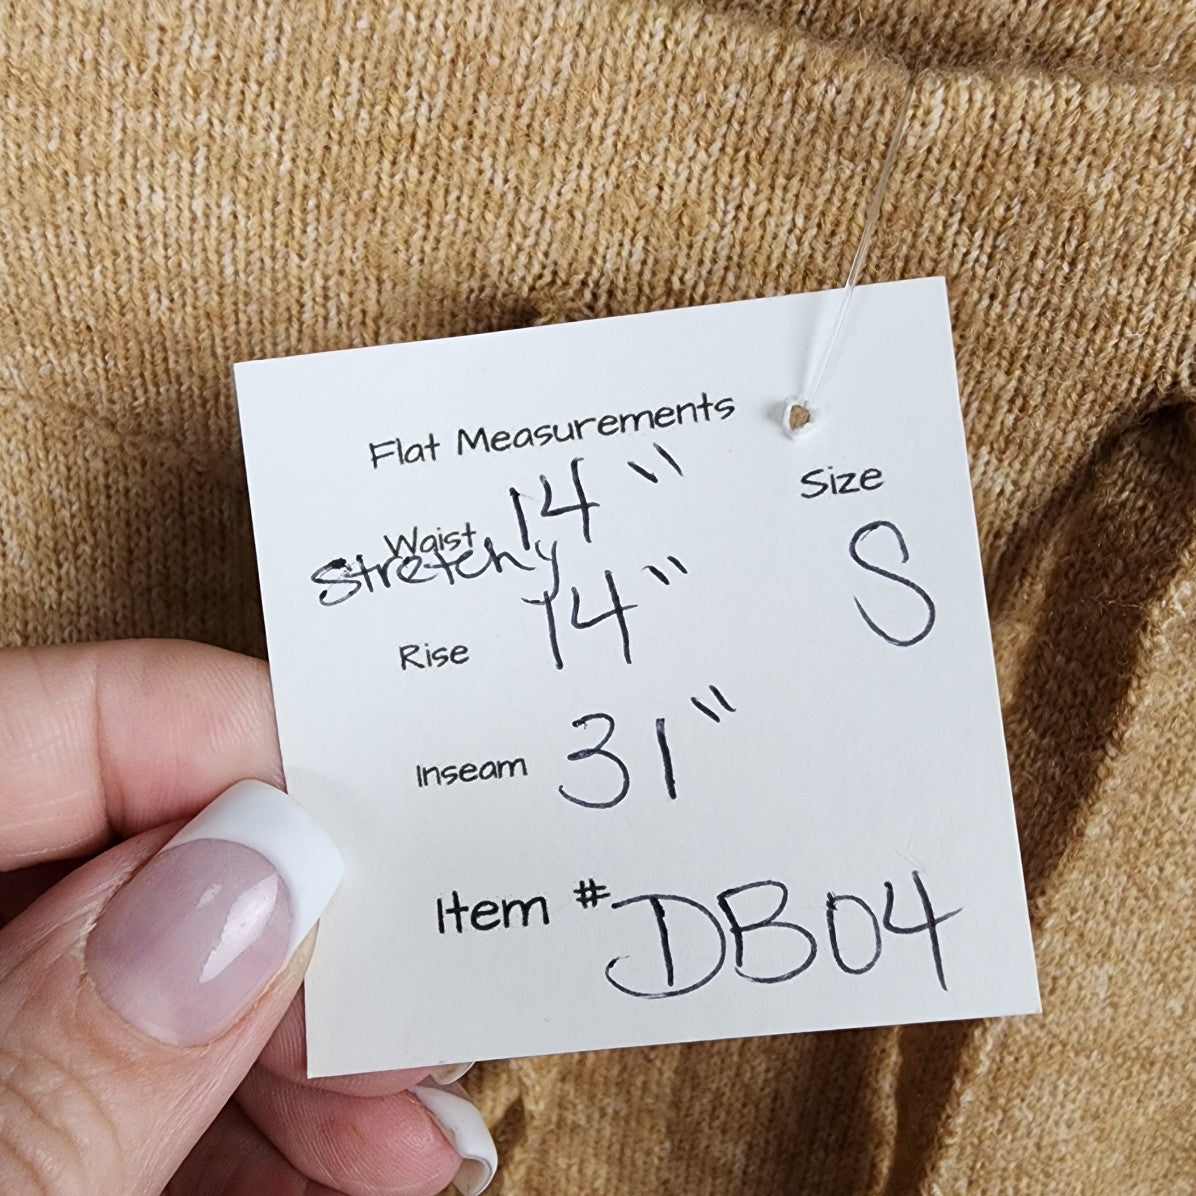 Flat Measurements
Waist 14"
Stretchy
Rise 14"
Inseam 31"
Size
S
Item # DB04